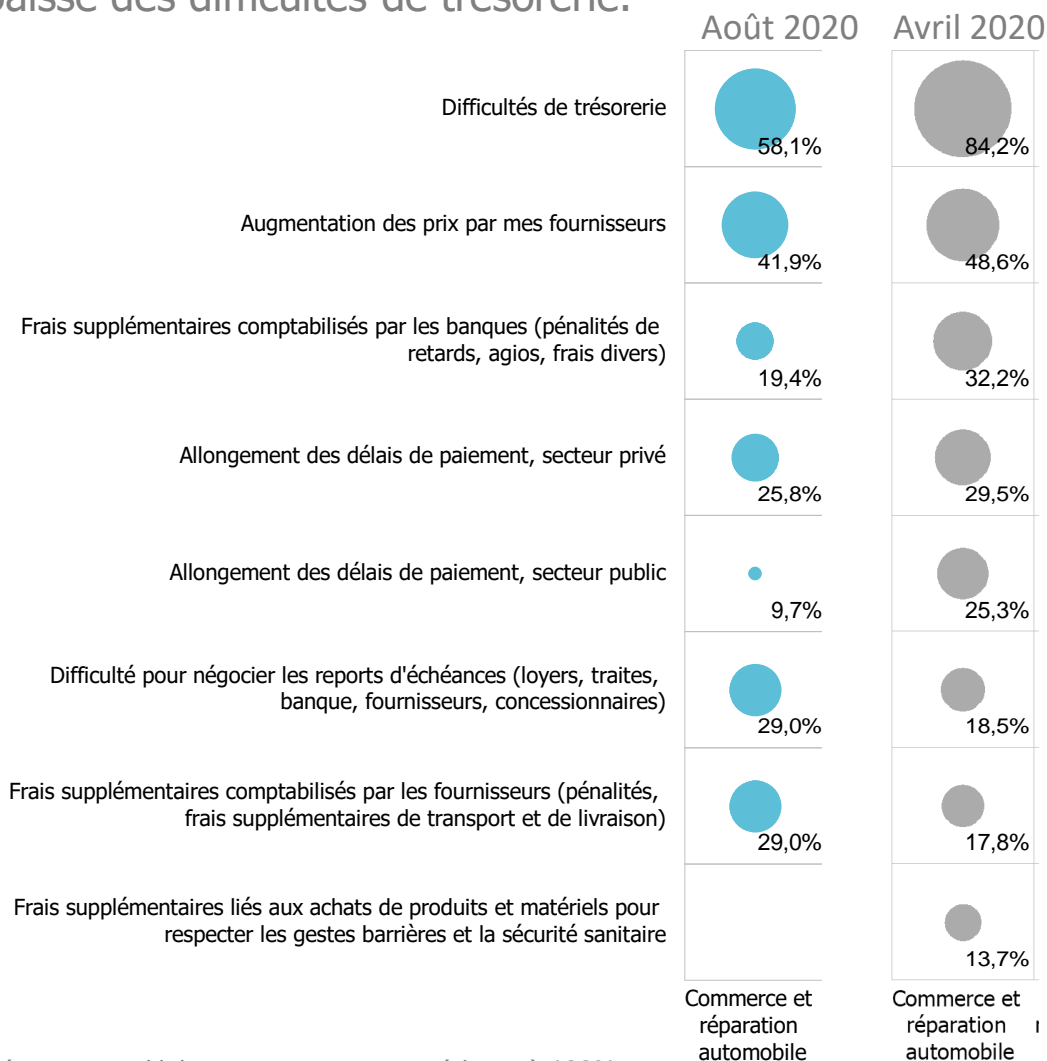 des difficultés de trésorerie.
Août 2020 Avril 2020
Difficultés de trésorerie
58,1% 84,2%
Augmentation des prix par mes fournisseurs
41,9% 48,6%
Frais supplémentaires comptabilisés par les banques (pénalités de
retards, agios, frais divers)
19,4% 32,2%
Allongement des délais de paiement, secteur privé
25,8% 29,5%
Allongement des délais de paiement, secteur public
9,7% 25,3%
Difficulté pour négocier les reports d'échéances (loyers, traites,
banque, fournisseurs, concessionnaires)
29,0% 18,5%
Frais supplémentaires comptabilisés par les fournisseurs (pénalités,
frais supplémentaires de transport et de livraison)
29,0% 17,8%
Frais supplémentaires liés aux achats de produits et matériels pour
respecter les gestes barrières et la sécurité sanitaire
13,7%
Commerce et Commerce et
réparation réparation
automobile automobile